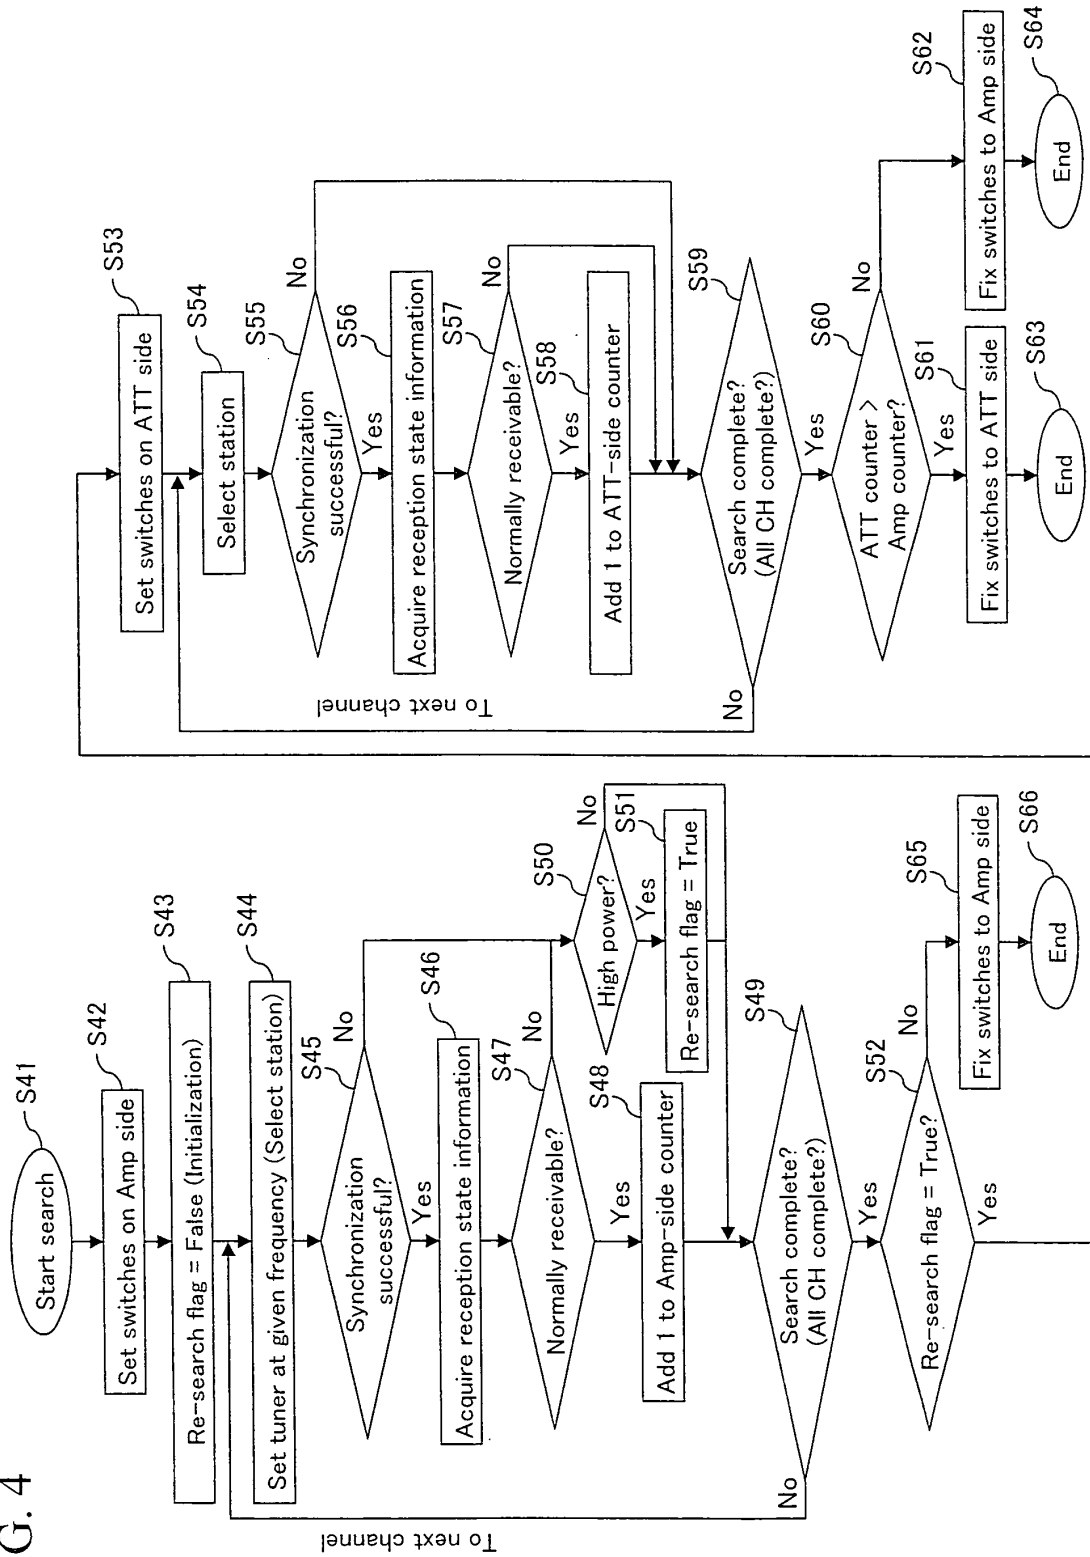 G. 4
Start search
S41
Set switches on Amp side
S42
Re-search flag = False (Initialization)
S43
Set tuner at given frequency (Select station)
S44
Synchronization
successful?
S45
No
Yes
Acquire reception state information
S46
Normally receivable?
S47
No
Yes
Add 1 to Amp-side counter
S48
High power?
S50
No
Yes
Re-search flag = True
S51
Search complete?
(All CH complete?)
S49
No
To next channel
Yes
Re-search flag = True?
S52
No
Yes
Fix switches to Amp side
S65
End
S66
Set switches on ATT side
S53
Select station
S54
Synchronization
successful?
S55
No
Yes
Acquire reception state information
S56
Normally receivable?
S57
No
Yes
Add 1 to ATT-side counter
S58
Search complete?
(All CH complete?)
S59
No
To next channel
Yes
ATT counter >
Amp counter?
S60
No
Yes
Fix switches to ATT side
S61
Fix switches to Amp side
S62
End
S63
End
S64